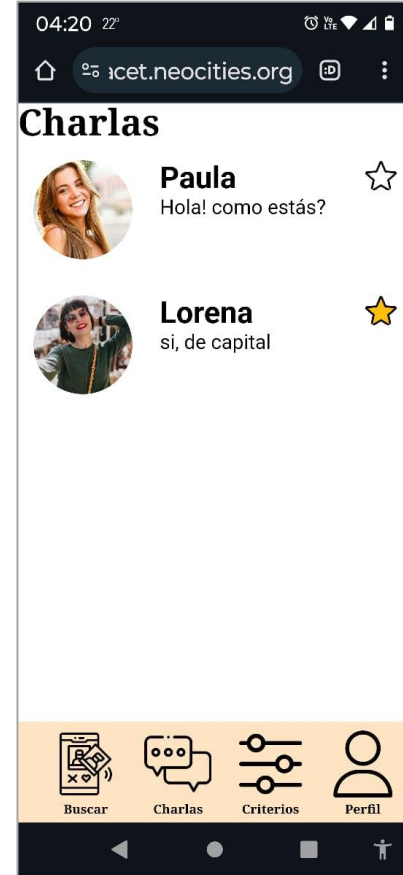 04:20 22°
acet.neocities.org :D
Charlas
Paula
Hola! como estás?
Lorena
si, de capital
Buscar Charlas Criterios Perfil